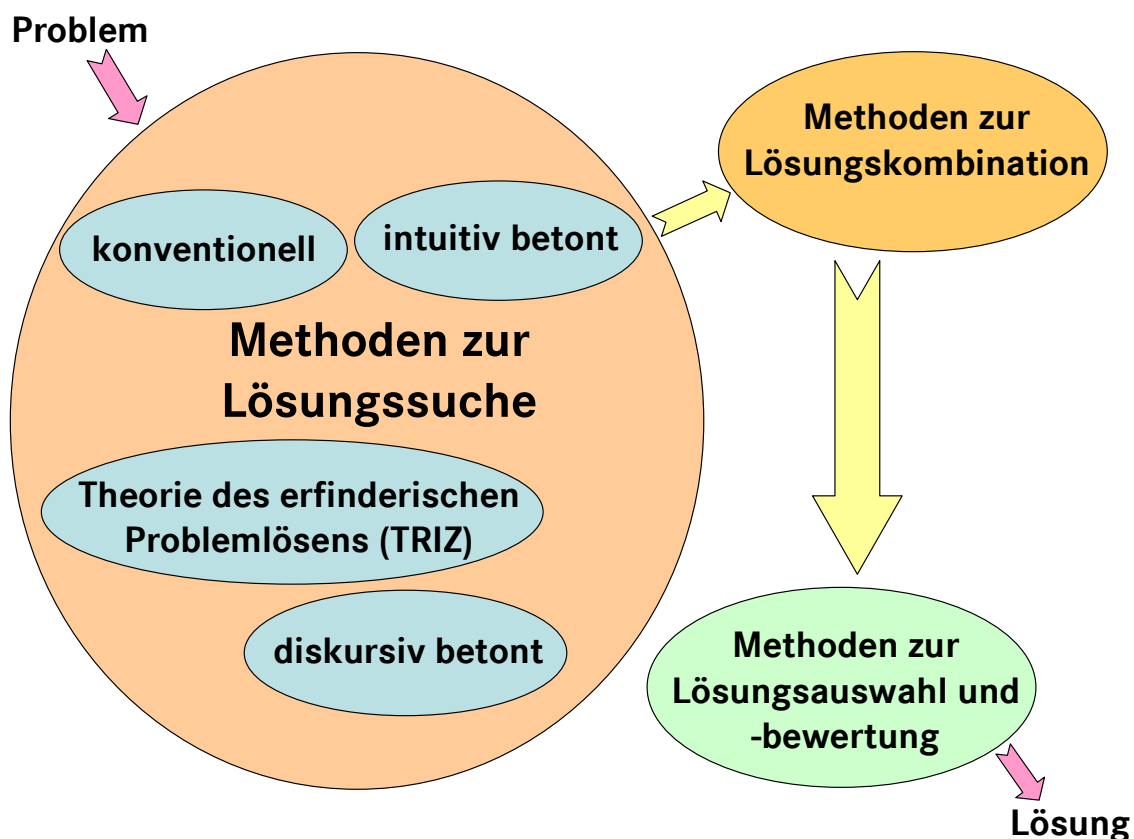 Problem
Methoden zur
Lösungskombination
konventionell
intuitiv betont
Methoden zur
Lösungssuche
Theorie des erfinderischen
Problemlösens (TRIZ)
diskursiv betont
Methoden zur
Lösungsauswahl und
-bewertung
Lösung